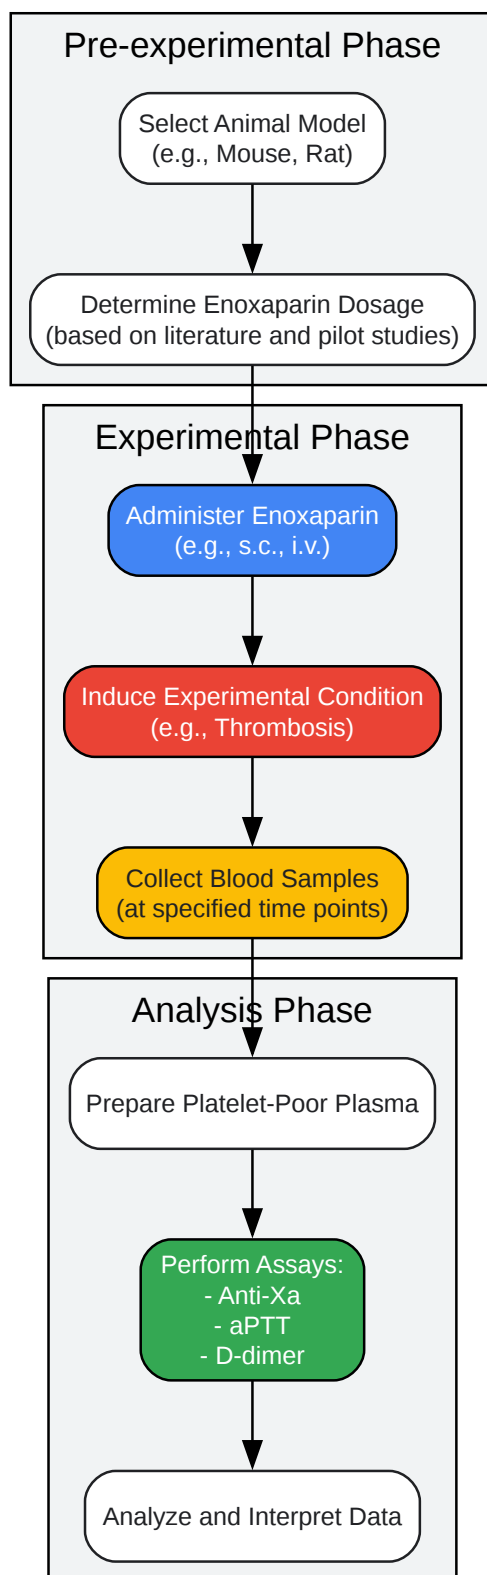 Pre-experimental Phase
Select Animal Model
(e.g., Mouse, Rat)
Determine Enoxaparin Dosage
(based on literature and pilot studies)
Experimental Phase
Administer Enoxaparin
(e.g., s.c., i.v.)
Induce Experimental Condition
(e.g., Thrombosis)
Collect Blood Samples
(at specified time points)
Analysis Phase
Prepare Platelet-Poor Plasma
Perform Assays:
- Anti-Xa
- aPTT
- D-dimer
Analyze and Interpret Data